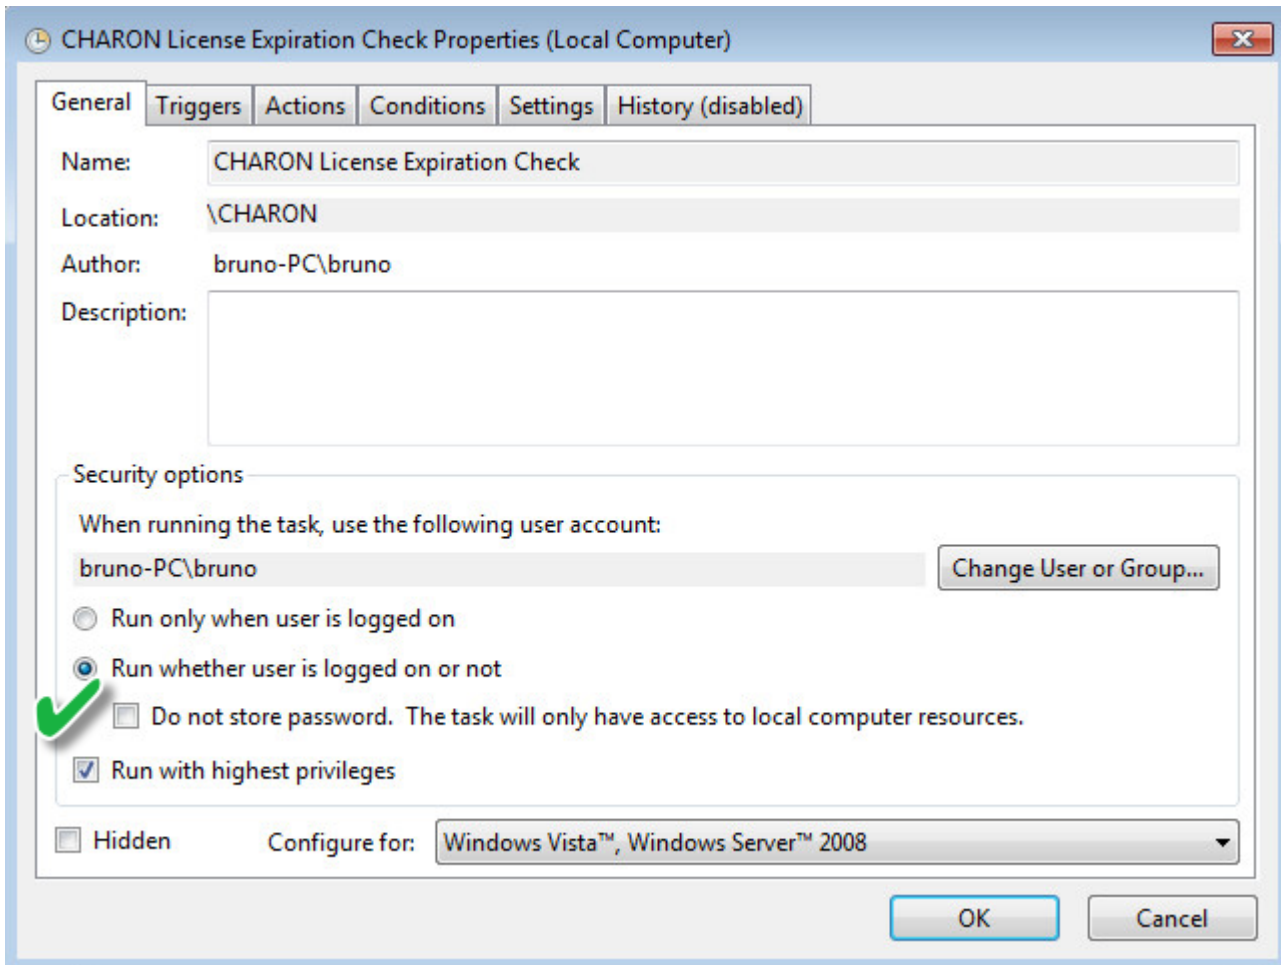 CHARON License Expiration Check Properties (Local Computer)
General Triggers Actions Conditions Settings History (disabled)
Name: CHARON License Expiration Check
Location: \CHARON
Author: bruno-PC\bruno
Description:
Security options
When running the task, use the following user account:
bruno-PC\bruno Change User or Group...
Run only when user is logged on
Run whether user is logged on or not
Do not store password. The task will only have access to local computer resources.
Run with highest privileges
Hidden Configure for: Windows Vista™, Windows Server™ 2008
OK Cancel